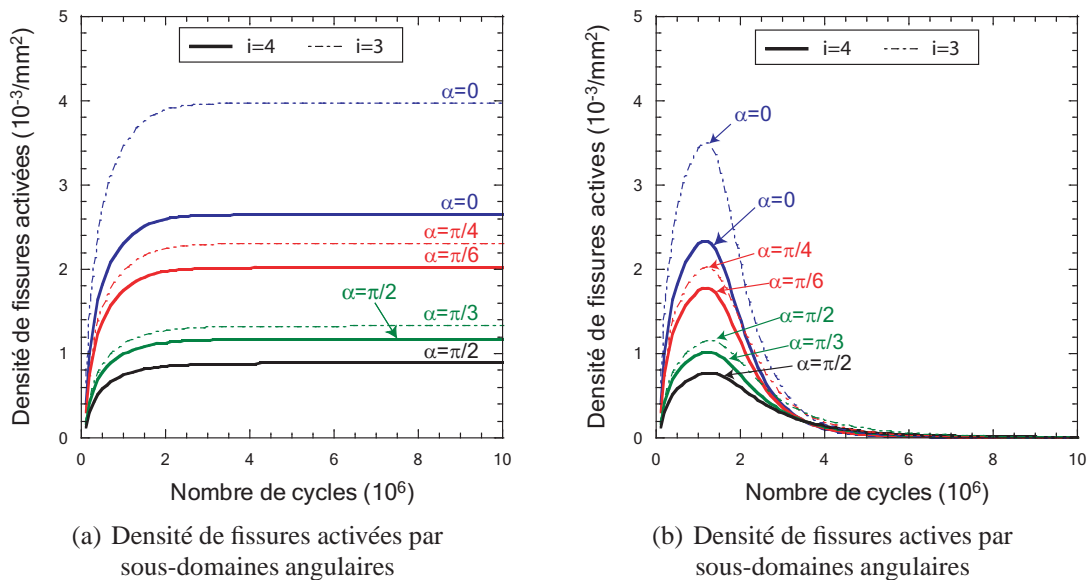 Densité de fissures activées (10⁻³/mm²)
5
4
3
2
1
0
i=4 i=3
α=0
α=0
α=π/4
α=π/6
α=π/2
α=π/3
α=π/2
0 2 4 6 8 10
Nombre de cycles (10⁶)
(a) Densité de fissures activées par
sous-domaines angulaires
Densité de fissures actives (10⁻³/mm²)
5
4
3
2
1
0
i=4 i=3
α=0
α=0
α=π/4
α=π/6
α=π/2
α=π/3
α=π/2
0 2 4 6 8 10
Nombre de cycles (10⁶)
(b) Densité de fissures actives par
sous-domaines angulaires